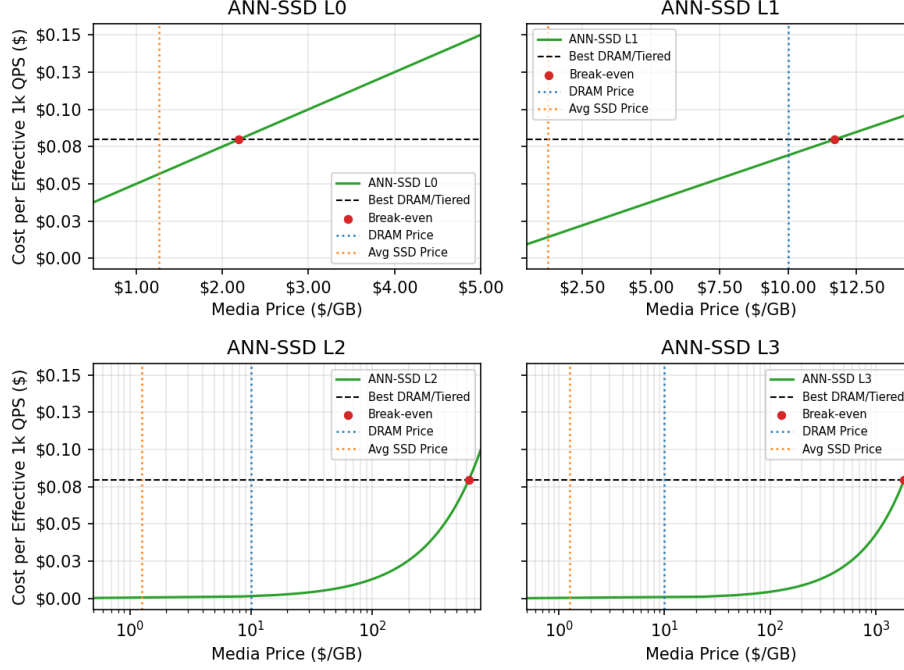 ANN-SSD L0
Cost per Effective 1k QPS ($)
$0.15
$0.13
$0.10
$0.08
$0.05
$0.03
$0.00
ANN-SSD L0
Best DRAM/Tiered
Break-even
DRAM Price
Avg SSD Price
$1.00 $2.00 $3.00 $4.00 $5.00
Media Price ($/GB)
ANN-SSD L1
ANN-SSD L1
Best DRAM/Tiered
Break-even
DRAM Price
Avg SSD Price
$2.50 $5.00 $7.50 $10.00 $12.50
Media Price ($/GB)
ANN-SSD L2
Cost per Effective 1k QPS ($)
$0.15
$0.13
$0.10
$0.08
$0.05
$0.03
$0.00
ANN-SSD L2
Best DRAM/Tiered
Break-even
DRAM Price
Avg SSD Price
10⁰ 10¹ 10²
Media Price ($/GB)
ANN-SSD L3
ANN-SSD L3
Best DRAM/Tiered
Break-even
DRAM Price
Avg SSD Price
10⁰ 10¹ 10² 10³
Media Price ($/GB)